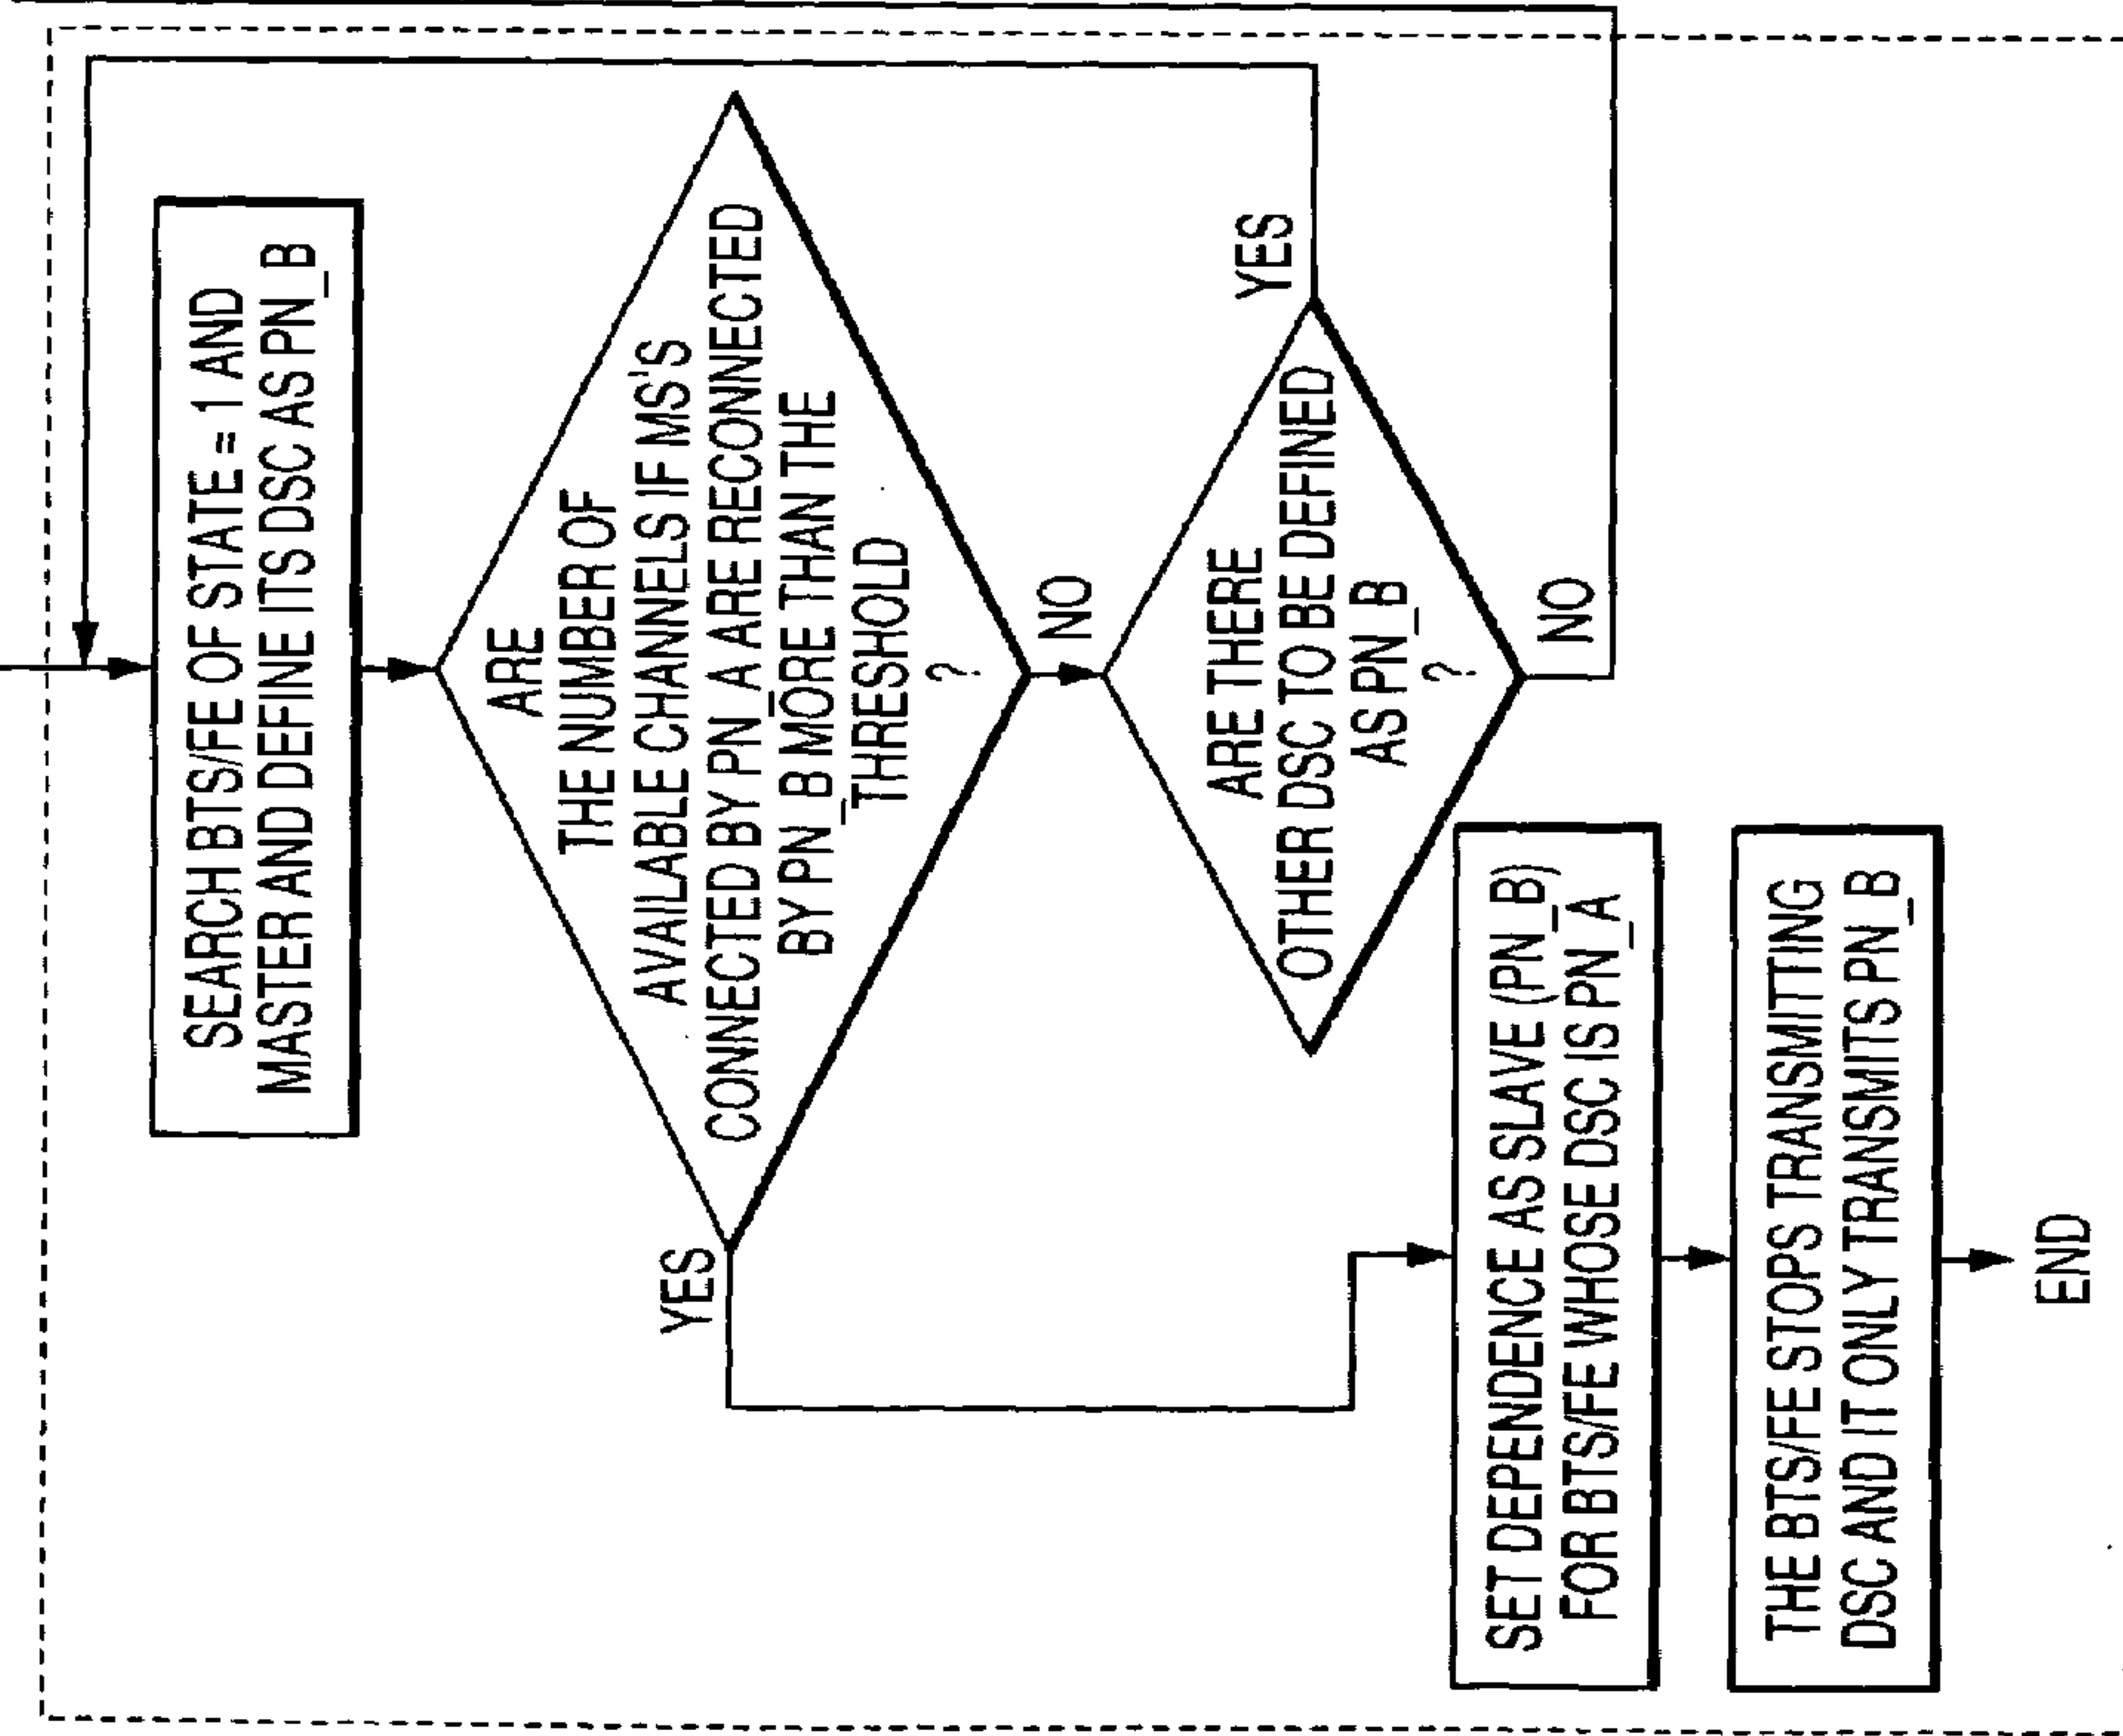 SEARCH BTS/FE OF STATE = 1 AND
MASTER AND DEFINE ITS DSC AS PN_B
ARE
THE NUMBER OF
AVAILABLE CHANNELS IF MS'S
CONNECTED BY PN_A ARE RECONNECTED
BY PN_B MORE THAN THE
THRESHOLD
?
YES
NO
ARE THERE
OTHER DSC TO BE DEFINED
AS PN_B
?
YES
NO
SET DEPENDENCE AS SLAVE (PN_B)
FOR BTS/FE WHOSE DSC IS PN_A
THE BTS/FE STOPS TRANSMITTING
DSC AND IT ONLY TRANSMITS PN_B
END